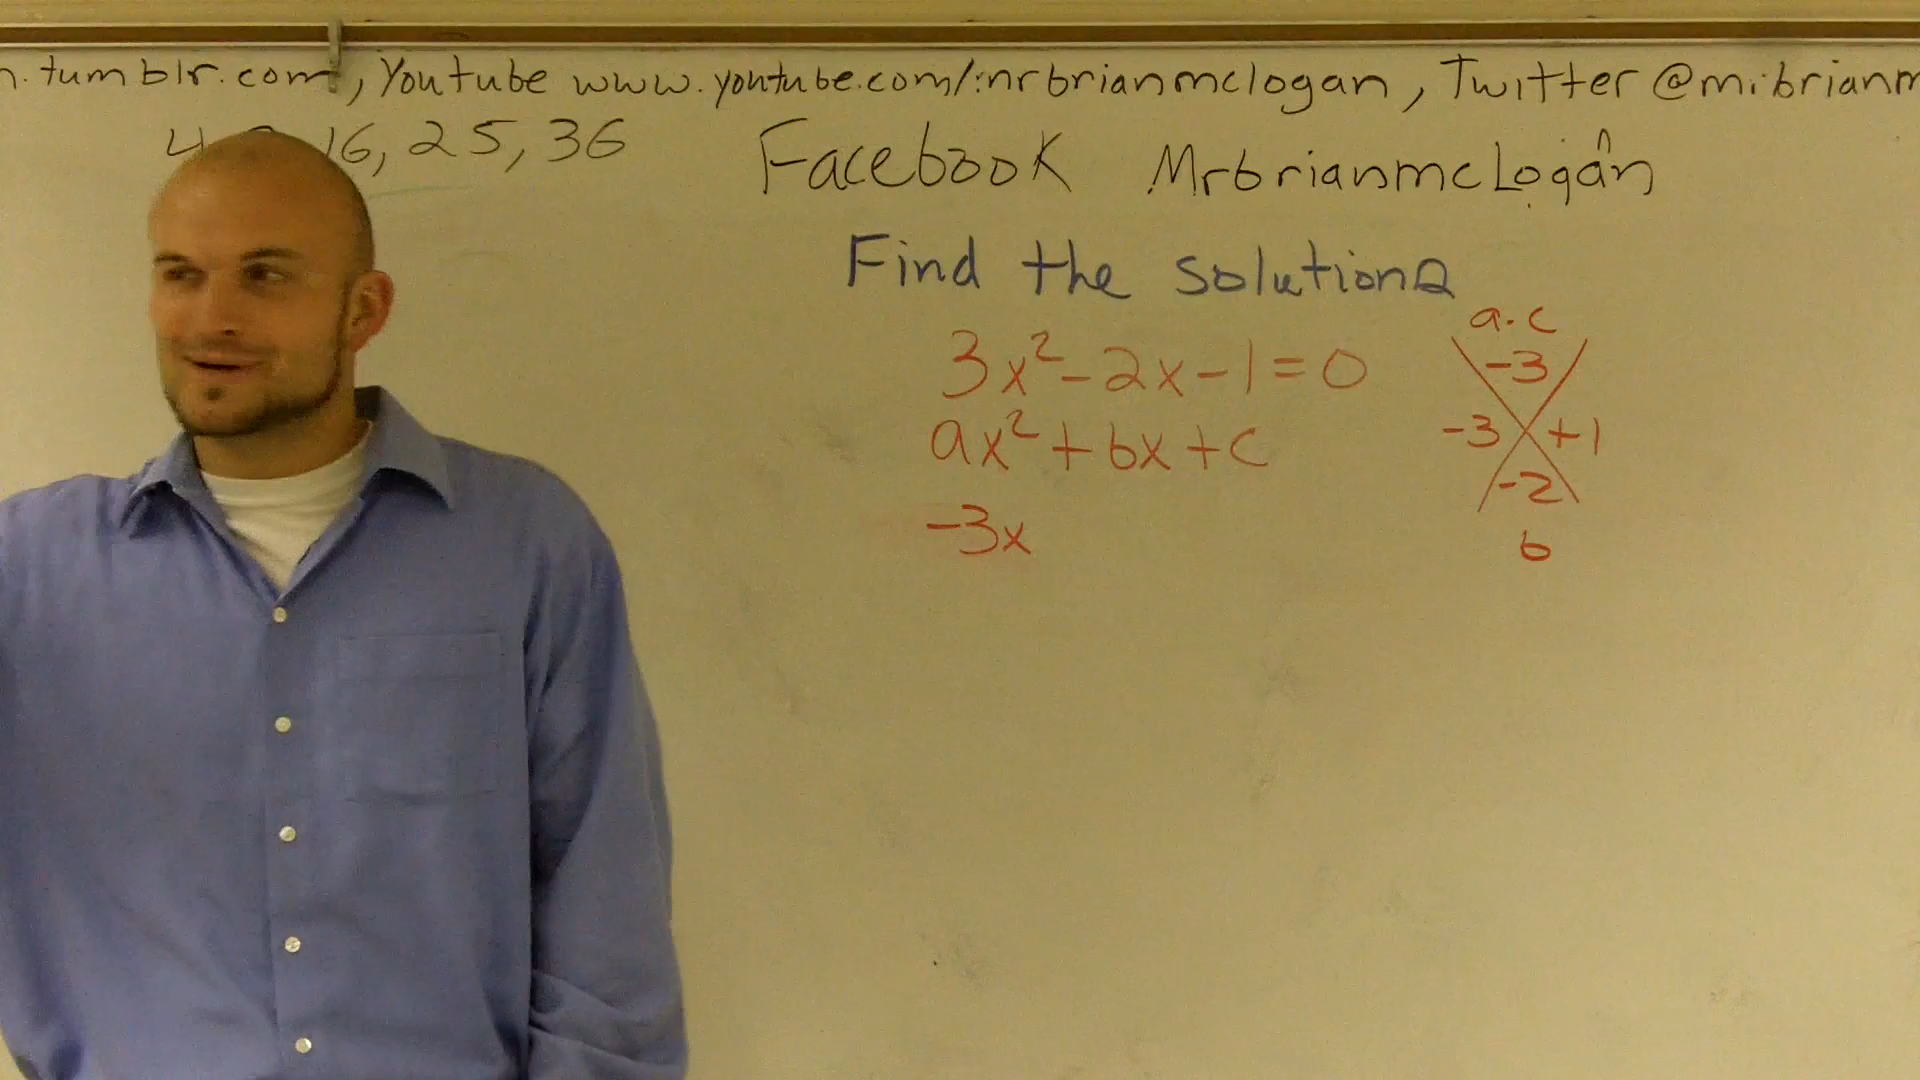 n.tumblr.com, Youtube www.youtube.com/mrbrianmclogan, Twitter @mrbrianm
4, 16, 25, 36
Facebook MrbrianmcLogan
Find the solutions
3x²-2x-1=0
ax²+bx+c
-3x
a·c
-3
-3 +1
-2
b